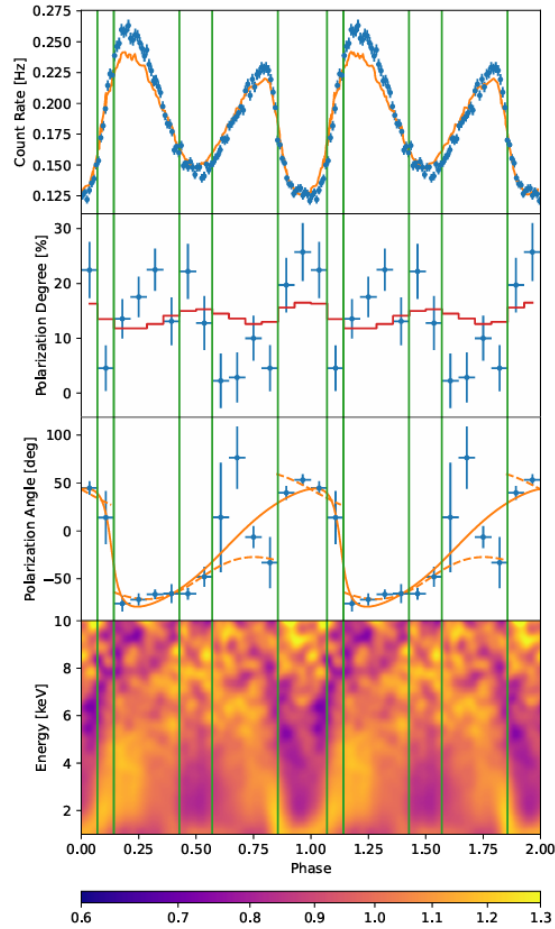 0.275
0.250
0.225
0.200
0.175
0.150
0.125
Count Rate [Hz]
30
20
10
0
Polarization Degree [%]
100
50
0
−50
Polarization Angle [deg]
10
8
6
4
2
Energy [keV]
0.00 0.25 0.50 0.75 1.00 1.25 1.50 1.75 2.00
Phase
0.6 0.7 0.8 0.9 1.0 1.1 1.2 1.3